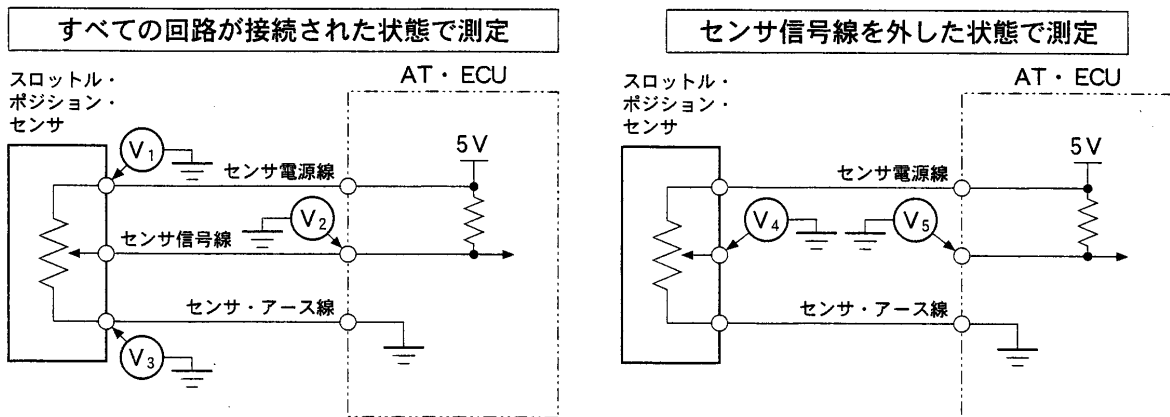 すべての回路が接続された状態で測定
スロットル・
ポジション・
センサ
AT・ECU
V1
5V
センサ電源線
V2
センサ信号線
センサ・アース線
V3
センサ信号線を外した状態で測定
スロットル・
ポジション・
センサ
AT・ECU
5V
センサ電源線
V4
V5
センサ・アース線